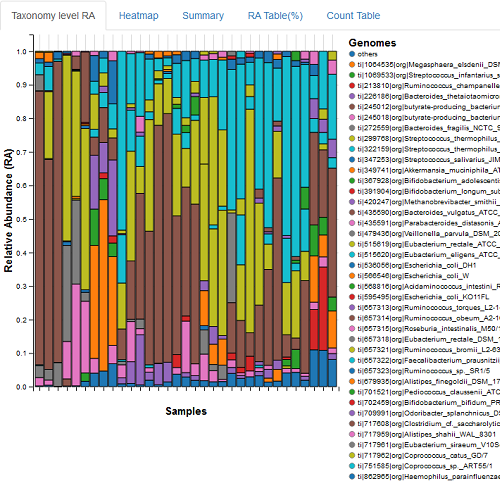 Taxonomy level RA
Heatmap
Summary
RA Table(%)
Count Table
Genomes
others
ti|1064535|org|Megasphaera_elsdenii_DSM
ti|1069533|org|Streptococcus_infantarius_s
ti|213810|org|Ruminococcus_champanelle
ti|226186|org|Bacteroides_thetaiotaomicro
ti|245012|org|butyrate-producing_bacterium
ti|245018|org|butyrate-producing_bacterium
ti|272559|org|Bacteroides_fragilis_NCTC_9
ti|299768|org|Streptococcus_thermophilus_
ti|322159|org|Streptococcus_thermophilus_
ti|347253|org|Streptococcus_salivarius_JIM
ti|349741|org|Akkermansia_muciniphila_AT
ti|367928|org|Bifidobacterium_adolescenti
ti|391904|org|Bifidobacterium_longum_sub
ti|420247|org|Methanobrevibacter_smithii_
ti|435590|org|Bacteroides_vulgatus_ATCC_
ti|435591|org|Parabacteroides_distasonis_A
ti|479436|org|Veillonella_parvula_DSM_20
ti|515619|org|Eubacterium_rectale_ATCC_
ti|515620|org|Eubacterium_eligens_ATCC_
ti|536056|org|Escherichia_coli_DH1
ti|566546|org|Escherichia_coli_W
ti|568816|org|Acidaminococcus_intestini_R
ti|595495|org|Escherichia_coli_KO11FL
ti|657313|org|Ruminococcus_torques_L2-1
ti|657314|org|Ruminococcus_obeum_A2-1
ti|657315|org|Roseburia_intestinalis_M50/1
ti|657318|org|Eubacterium_rectale_DSM_1
ti|657321|org|Ruminococcus_bromii_L2-63
ti|657322|org|Faecalibacterium_prausnitzii
ti|657323|org|Ruminococcus_sp._SR1/5
ti|679935|org|Alistipes_finegoldii_DSM_17
ti|701521|org|Pediococcus_claussenii_ATC
ti|702459|org|Bifidobacterium_bifidum_PR
ti|709991|org|Odoribacter_splanchnicus_DS
ti|717608|org|Clostridium_cf._saccharolytic
ti|717959|org|Alistipes_shahii_WAL_8301
ti|717961|org|Eubacterium_siraeum_V10S
ti|717962|org|Coprococcus_catus_GD/7
ti|751585|org|Coprococcus_sp._ART55/1
ti|862965|org|Haemophilus_parainfluenzae
Relative Abundance (RA)
1.0
0.9
0.8
0.7
0.6
0.5
0.4
0.3
0.2
0.1
0.0
Samples